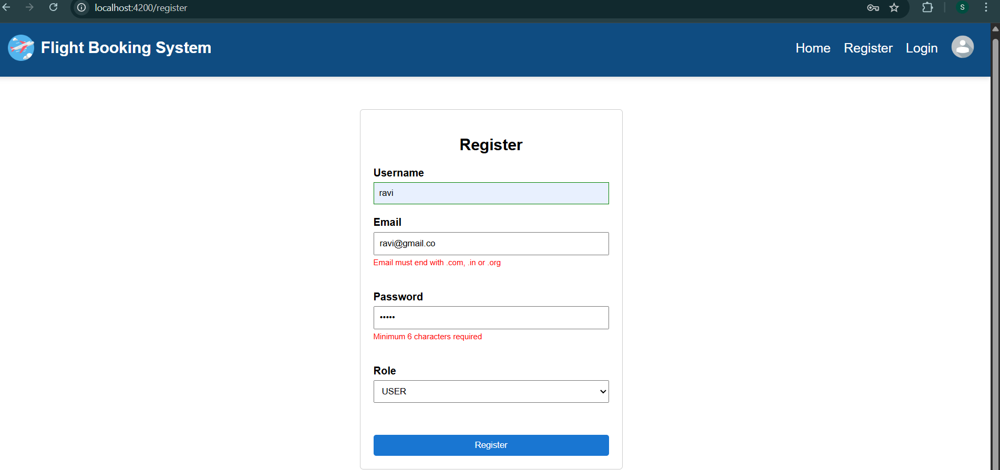 localhost:4200/register
S
Flight Booking System
Home Register Login
Register
Username
ravi
Email
ravi@gmail.co
Email must end with .com, .in or .org
Password
•••••
Minimum 6 characters required
Role
USER
Register